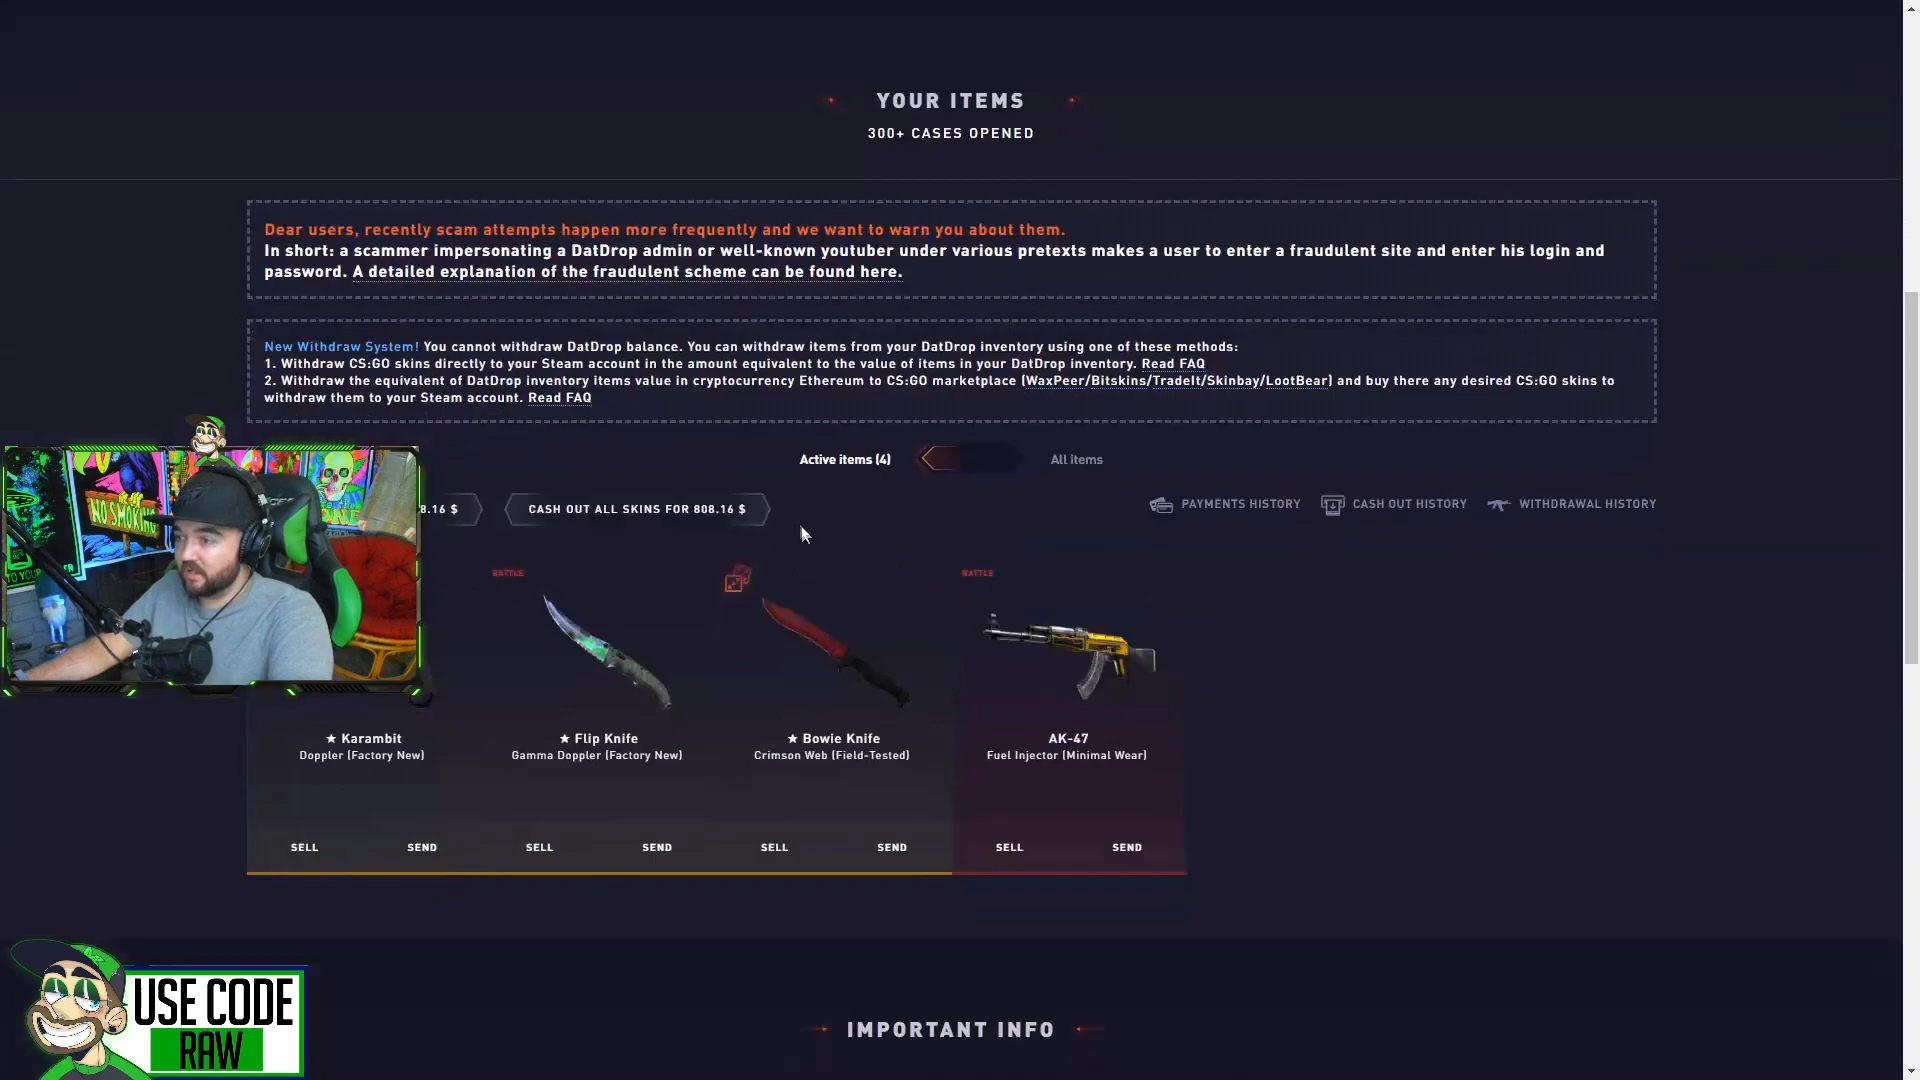 YOUR ITEMS
300+ CASES OPENED
Dear users, recently scam attempts happen more frequently and we want to warn you about them.
In short: a scammer impersonating a DatDrop admin or well-known youtuber under various pretexts makes a user to enter a fraudulent site and enter his login and
password. A detailed explanation of the fraudulent scheme can be found here.
New Withdraw System! You cannot withdraw DatDrop balance. You can withdraw items from your DatDrop inventory using one of these methods:
1. Withdraw CS:GO skins directly to your Steam account in the amount equivalent to the value of items in your DatDrop inventory. Read FAQ
2. Withdraw the equivalent of DatDrop inventory items value in cryptocurrency Ethereum to CS:GO marketplace (WaxPeer/Bitskins/TradeIt/Skinbay/LootBear) and buy there any desired CS:GO skins to
withdraw them to your Steam account. Read FAQ
Active items (4) All items
8.16 $ CASH OUT ALL SKINS FOR 808.16 $ PAYMENTS HISTORY CASH OUT HISTORY WITHDRAWAL HISTORY
NO SMOKING
BATTLE BATTLE
★ Karambit ★ Flip Knife ★ Bowie Knife AK-47
Doppler (Factory New) Gamma Doppler (Factory New) Crimson Web (Field-Tested) Fuel Injector (Minimal Wear)
SELL SEND SELL SEND SELL SEND SELL SEND
USE CODE
RAW
IMPORTANT INFO